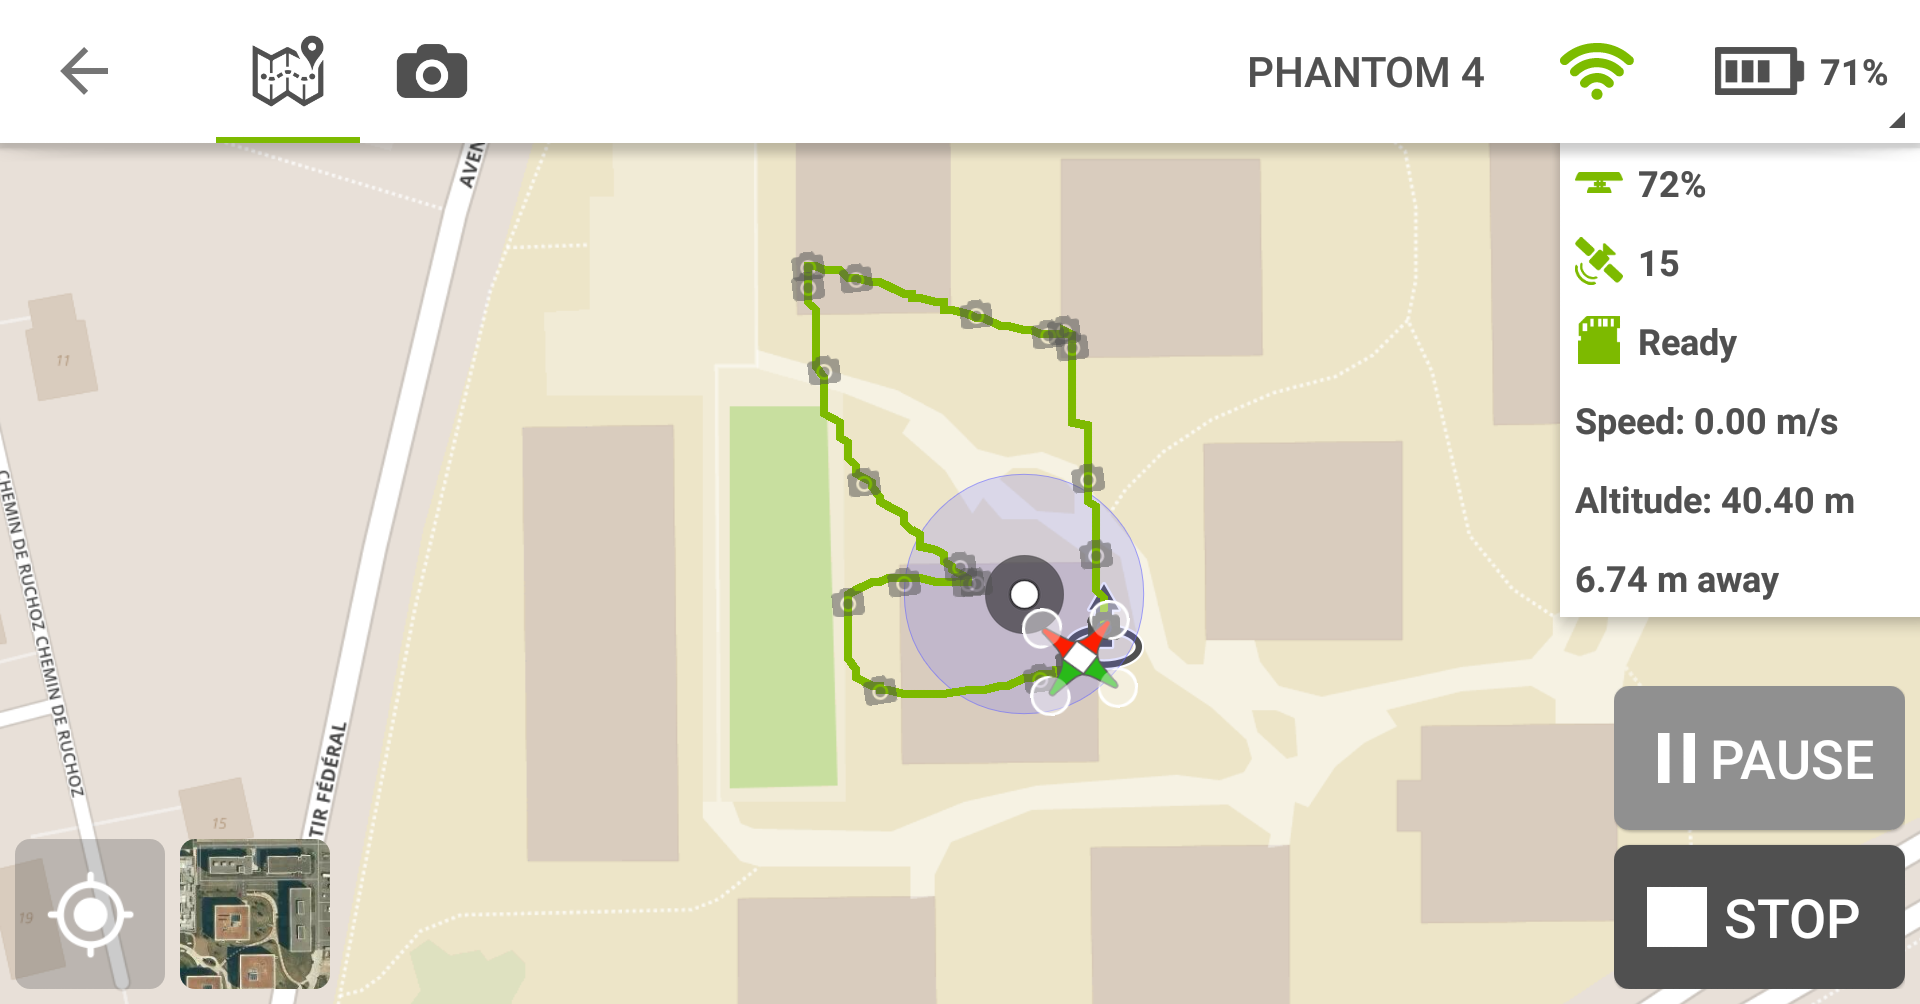 PHANTOM 4
71%
72%
15
Ready
Speed: 0.00 m/s
Altitude: 40.40 m
6.74 m away
AVEN
11
CHEMIN DE RUCHOZ CHEMIN DE RUCHOZ
TIR FÉDÉRAL
15
19
PAUSE
STOP